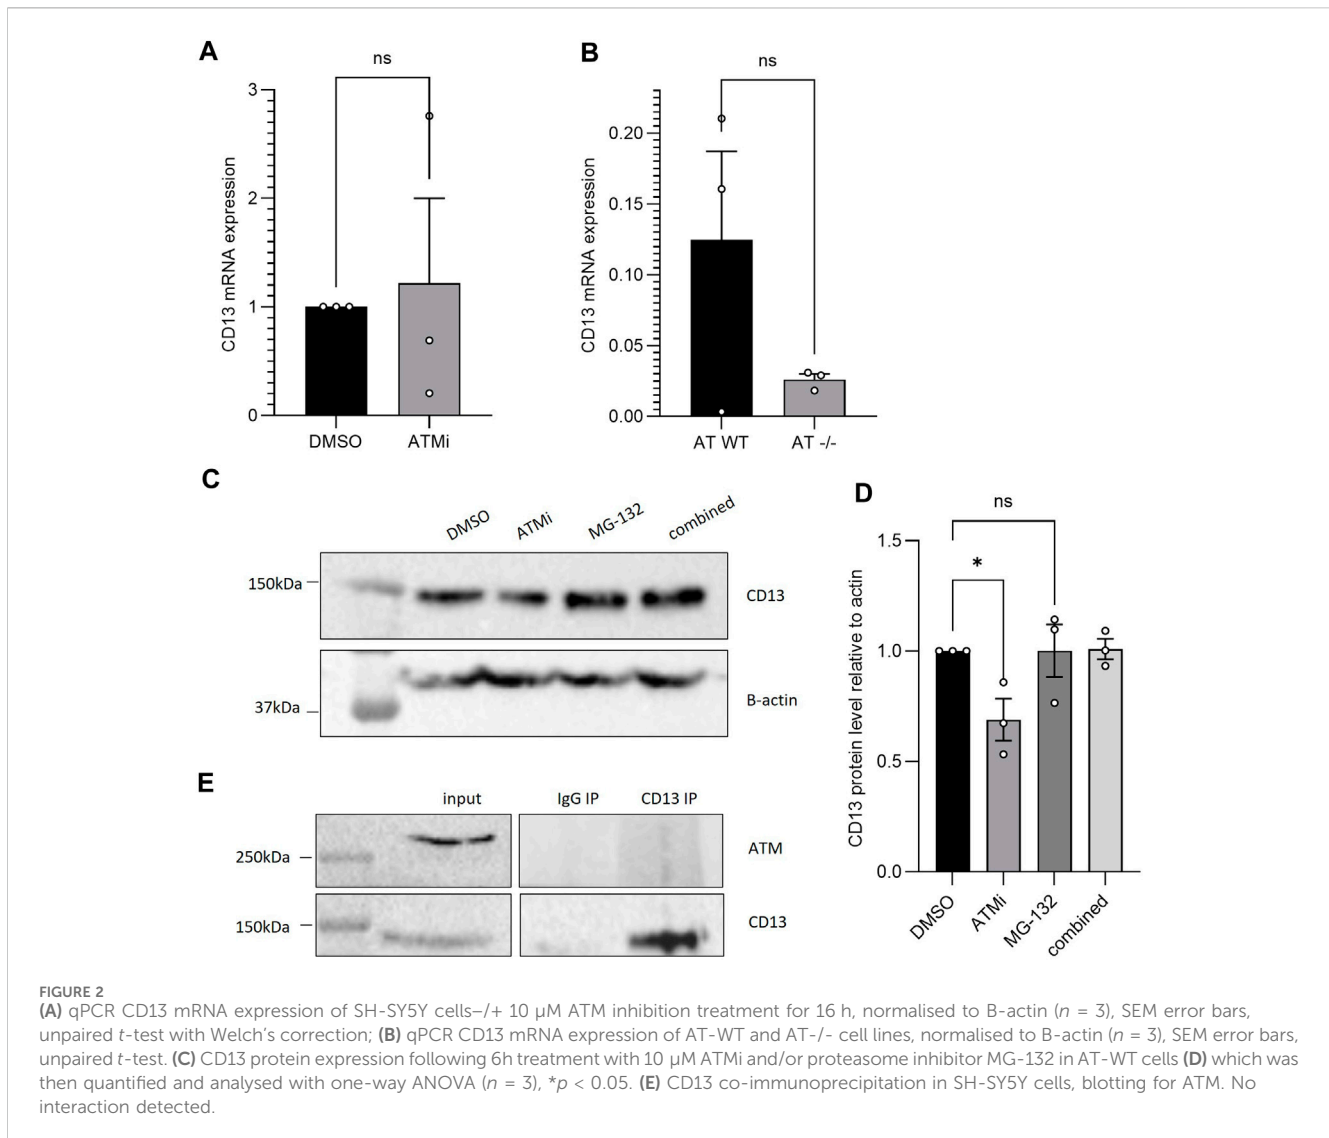 A
ns
CD13 mRNA expression
3
2
1
0
DMSO
ATMi
B
ns
CD13 mRNA expression
0.20
0.15
0.10
0.05
0.00
AT WT
AT -/-
C
DMSO
ATMi
MG-132
combined
150kDa
CD13
37kDa
B-actin
D
ns
*
CD13 protein level relative to actin
1.5
1.0
0.5
0.0
DMSO
ATMi
MG-132
combined
E
input
IgG IP
CD13 IP
250kDa
ATM
150kDa
CD13
FIGURE 2
(A) qPCR CD13 mRNA expression of SH-SY5Y cells−/+ 10 µM ATM inhibition treatment for 16 h, normalised to B-actin (n = 3), SEM error bars,
unpaired t-test with Welch's correction; (B) qPCR CD13 mRNA expression of AT-WT and AT-/- cell lines, normalised to B-actin (n = 3), SEM error bars,
unpaired t-test. (C) CD13 protein expression following 6h treatment with 10 µM ATMi and/or proteasome inhibitor MG-132 in AT-WT cells (D) which was
then quantified and analysed with one-way ANOVA (n = 3), *p < 0.05. (E) CD13 co-immunoprecipitation in SH-SY5Y cells, blotting for ATM. No
interaction detected.